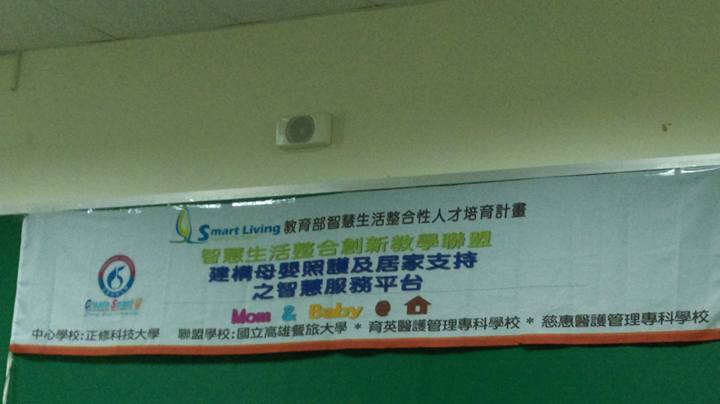 Smart Living 教育部智慧生活整合性人才培育計畫
智慧生活整合創新教學聯盟
建構母嬰照護及居家支持
之智慧服務平台
Create Smart U
Mom & Baby @
中心學校:正修科技大學 聯盟學校:國立高雄餐旅大學 * 育英醫護管理專科學校 * 慈惠醫護管理專科學校